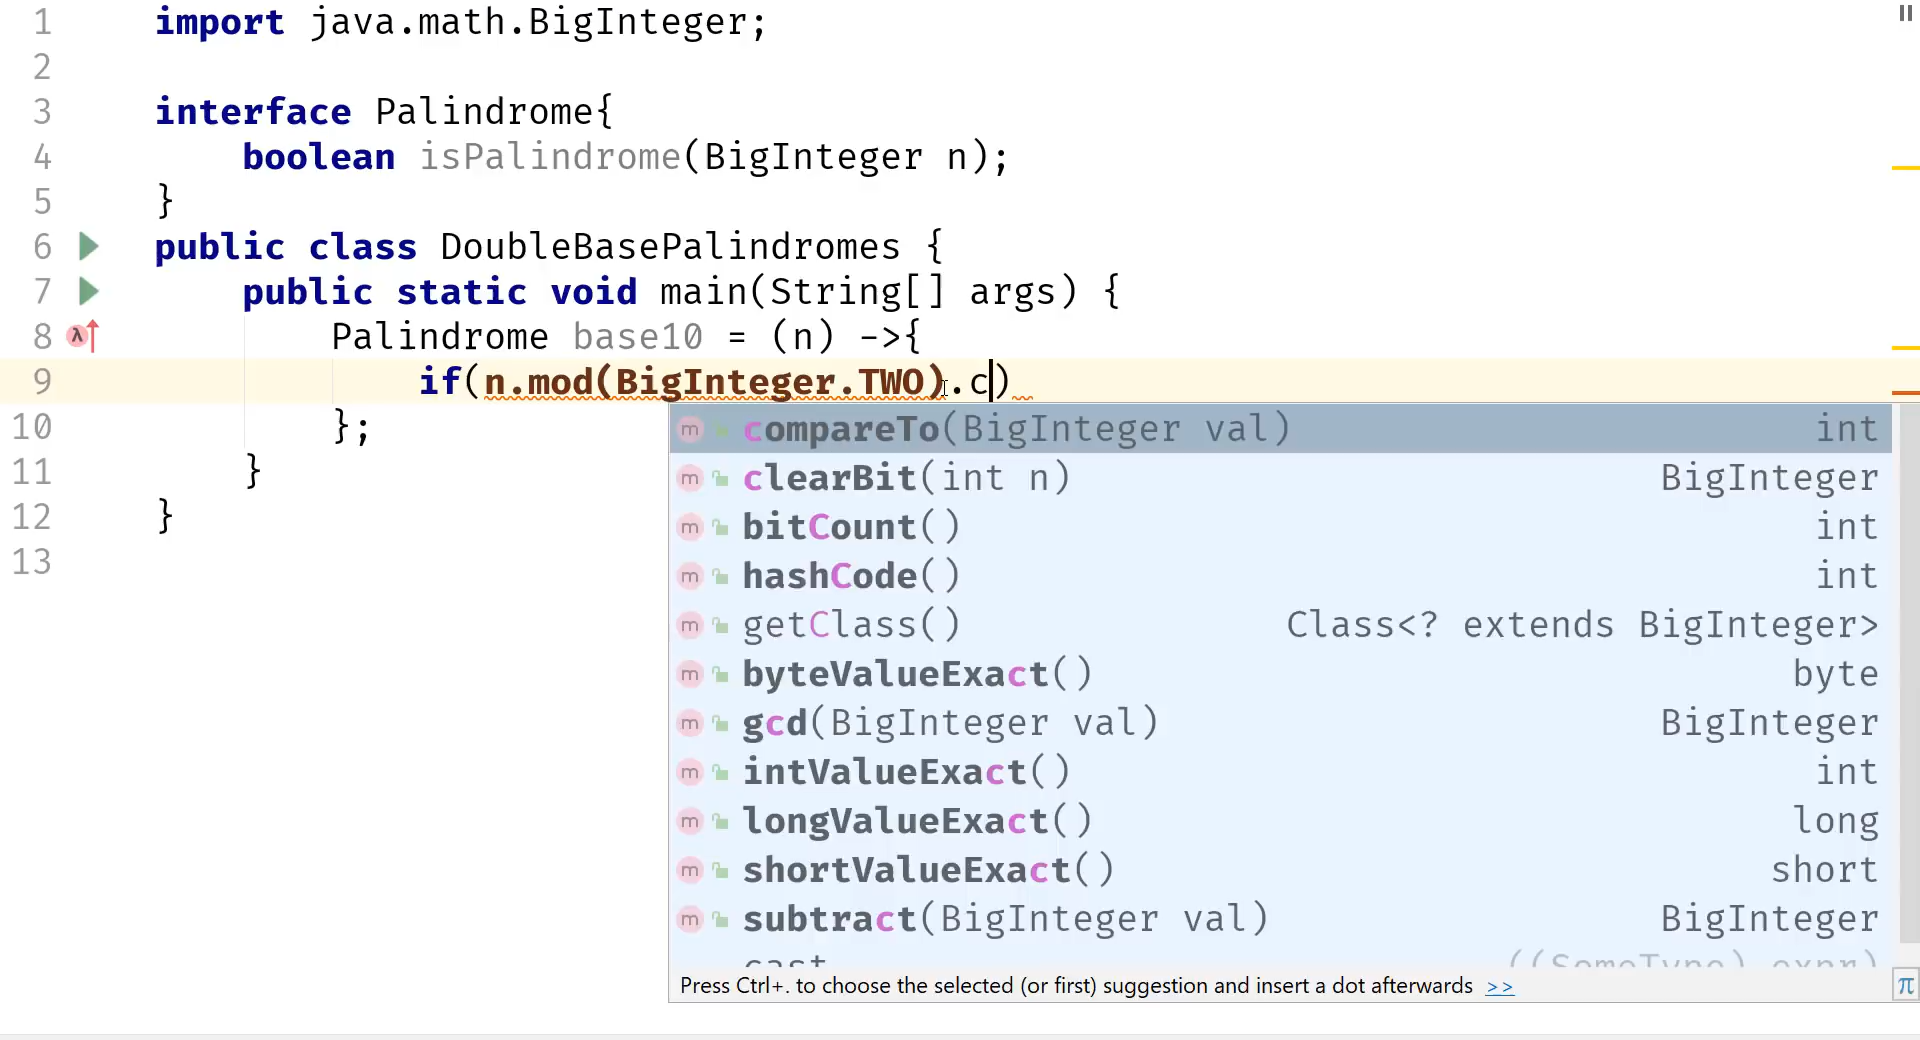 1 import java.math.BigInteger;
2
3 interface Palindrome{
4 boolean isPalindrome(BigInteger n);
5 }
6 public class DoubleBasePalindromes {
7 public static void main(String[] args) {
8 Palindrome base10 = (n) ->{
9 if(n.mod(BigInteger.TWO).c)
10 };
11 }
12 }
13
compareTo(BigInteger val) int
clearBit(int n) BigInteger
bitCount() int
hashCode() int
getClass() Class<? extends BigInteger>
byteValueExact() byte
gcd(BigInteger val) BigInteger
intValueExact() int
longValueExact() long
shortValueExact() short
subtract(BigInteger val) BigInteger
cast ((SomeType) expr)
Press Ctrl+. to choose the selected (or first) suggestion and insert a dot afterwards >> π